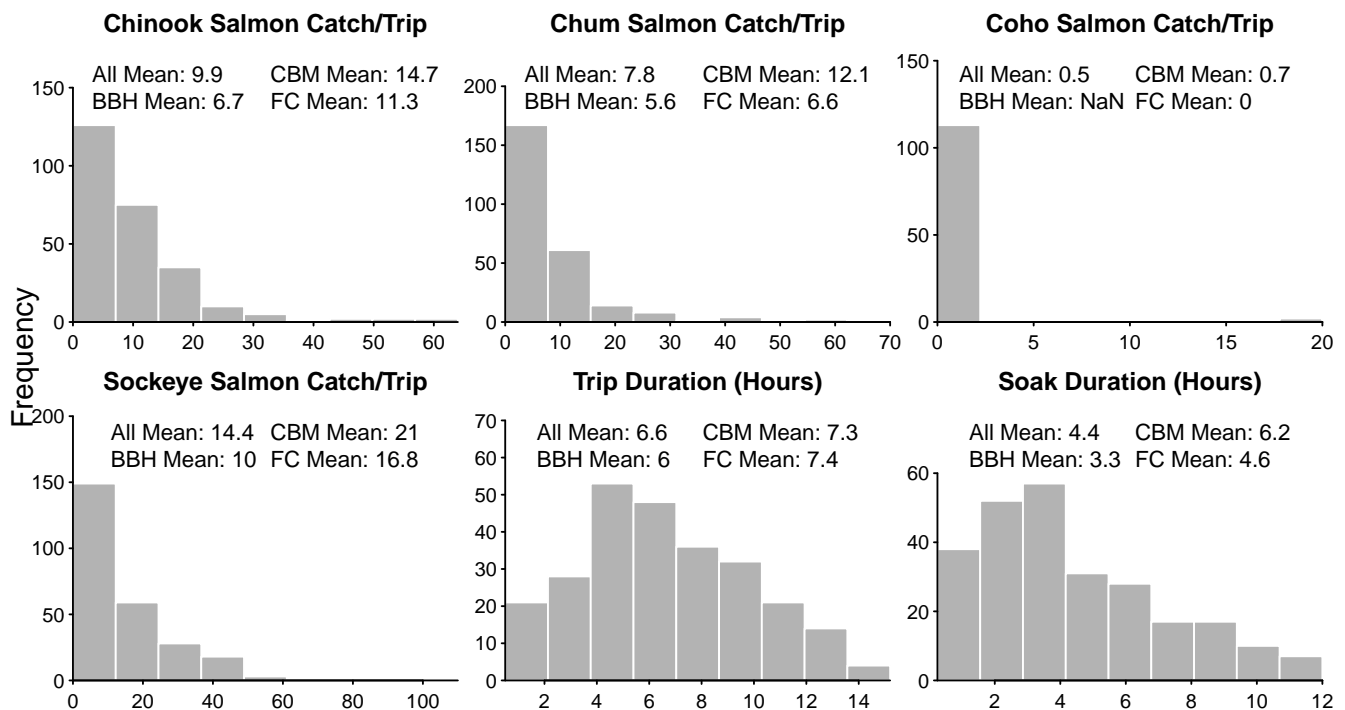 Chinook Salmon Catch/Trip
All Mean: 9.9 CBM Mean: 14.7
BBH Mean: 6.7 FC Mean: 11.3
150
100
50
0
0 10 20 30 40 50 60
Chum Salmon Catch/Trip
All Mean: 7.8 CBM Mean: 12.1
BBH Mean: 5.6 FC Mean: 6.6
200
150
100
50
0
0 10 20 30 40 50 60 70
Coho Salmon Catch/Trip
All Mean: 0.5 CBM Mean: 0.7
BBH Mean: NaN FC Mean: 0
150
100
50
0
0 5 10 15 20
Frequency
Sockeye Salmon Catch/Trip
All Mean: 14.4 CBM Mean: 21
BBH Mean: 10 FC Mean: 16.8
200
150
100
50
0
0 20 40 60 80 100
Trip Duration (Hours)
All Mean: 6.6 CBM Mean: 7.3
BBH Mean: 6 FC Mean: 7.4
70
60
50
40
30
20
10
0
2 4 6 8 10 12 14
Soak Duration (Hours)
All Mean: 4.4 CBM Mean: 6.2
BBH Mean: 3.3 FC Mean: 4.6
60
40
20
0
2 4 6 8 10 12